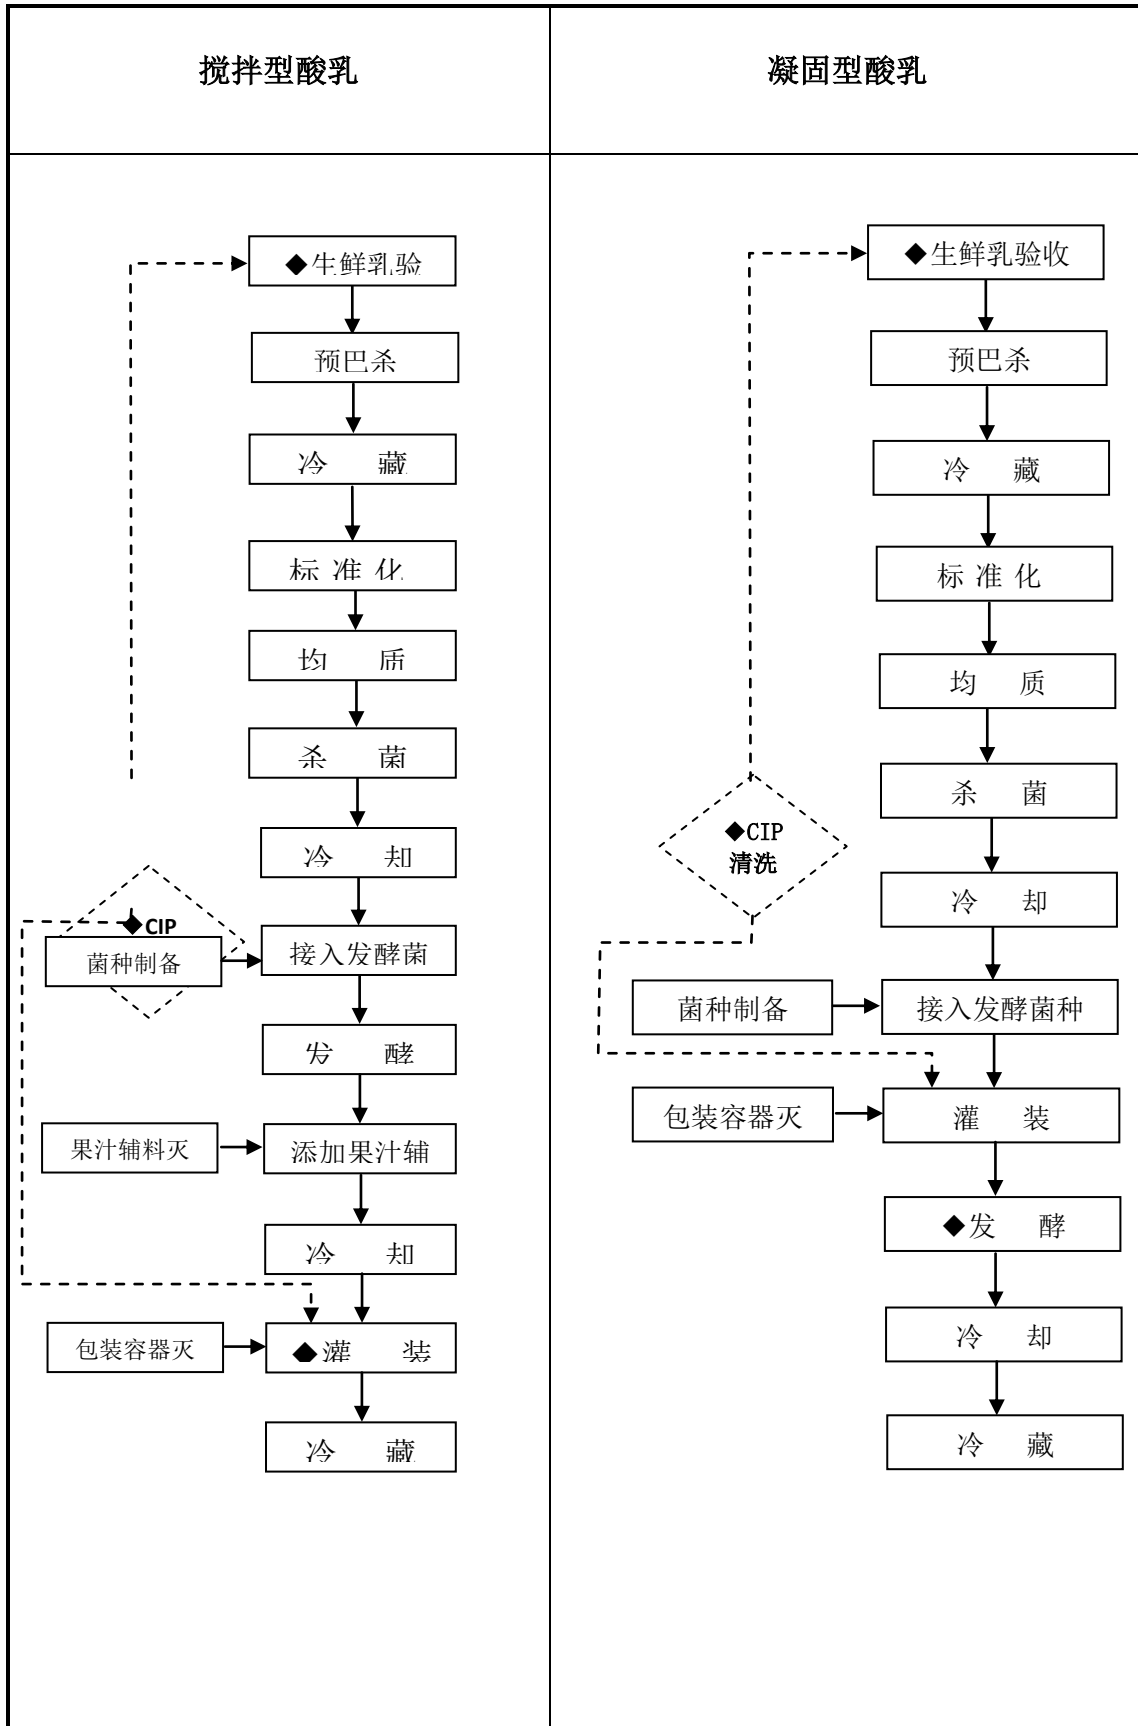 搅拌型酸乳
凝固型酸乳
◆生鲜乳验
预巴杀
冷 藏
标 准 化
均 质
杀 菌
冷 却
◆CIP
菌种制备
接入发酵菌
发 酵
果汁辅料灭
添加果汁辅
冷 却
包装容器灭
◆灌 装
冷 藏
◆生鲜乳验收
预巴杀
冷 藏
标 准 化
均 质
杀 菌
◆CIP
清洗
冷 却
菌种制备
接入发酵菌种
包装容器灭
灌 装
◆发 酵
冷 却
冷 藏